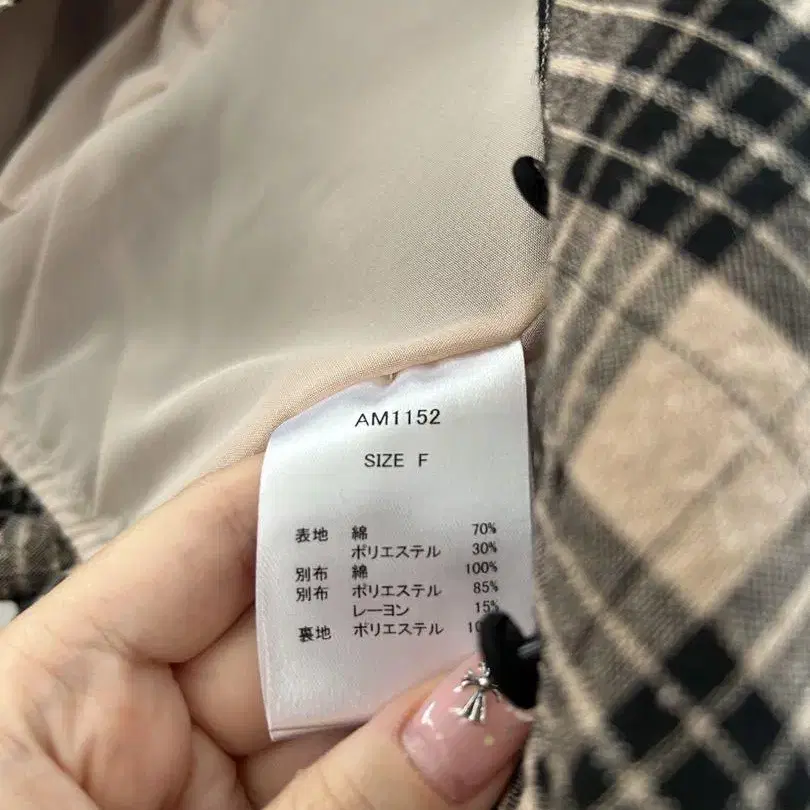 AM1152
SIZE F
表地 綿 70%
ポリエステル 30%
別布 綿 100%
別布 ポリエステル 85%
レーヨン 15%
裏地 ポリエステル